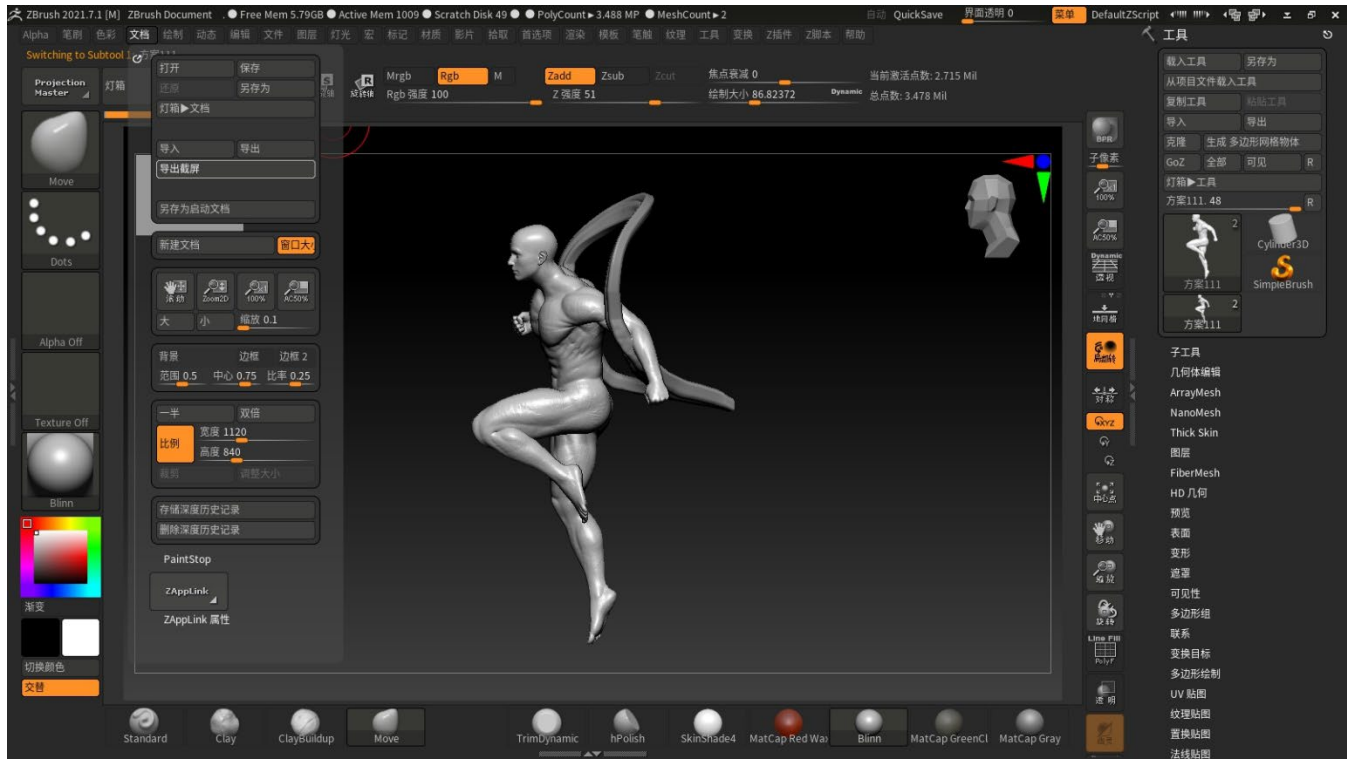 ZBrush 2021.7.1 [M] ZBrush Document ● Free Mem 5.79GB ● Active Mem 1009 ● Scratch Disk 49 ● ● PolyCount▸3.488 MP ● MeshCount▸2 自动 QuickSave 界面透明 0 菜单 DefaultZScript
Alpha 笔刷 色彩 文档 绘制 动态 编辑 文件 图层 灯光 宏 标记 材质 影片 拾取 首选项 渲染 模板 笔触 纹理 工具 变换 Z插件 Z脚本 帮助
Switching to Subtool 1: 方案111
Projection Master
灯箱
打开 保存
还原 另存为
灯箱▶文档
导入 导出
导出截屏
另存为启动文档
新建文档
滚动 Zoom2D 100% AC50%
大 小 缩放 0.1
背景 边框 边框 2
范围 0.5 中心 0.75 比率 0.25
一半 双倍
比例 宽度 1120
高度 840
裁剪 调整大小
存储深度历史记录
删除深度历史记录
PaintStop
ZAppLink
ZAppLink 属性
Mrgb Rgb M Zadd Zsub Zcut 焦点衰减 0 当前激活点数: 2.715 Mil
Rgb 强度 100 Z 强度 51 绘制大小 86.82372 Dynamic 总点数: 3.478 Mil
Move
Dots
Alpha Off
Texture Off
Blinn
渐变
切换颜色
交替
BPR
子像素
100%
AC50%
Dynamic
透视
地网格
对称
XYZ
中心点
移动
缩放
旋转
Line Fill
PolyF
透明
工具
载入工具 另存为
从项目文件载入工具
复制工具 粘贴工具
导入 导出
克隆 生成 多边形网格物体
GoZ 全部 可见 R
灯箱▶工具
方案111. 48 R
2
方案111 Cylinder3D
SimpleBrush
2
方案111
子工具
几何体编辑
ArrayMesh
NanoMesh
Thick Skin
图层
FiberMesh
HD 几何
预览
表面
变形
遮罩
可见性
多边形组
联系
变换目标
多边形绘制
UV 贴图
纹理贴图
置换贴图
法线贴图
Standard Clay ClayBuildup Move TrimDynamic hPolish SkinShade4 MatCap Red Wax Blinn MatCap GreenCl MatCap Gray